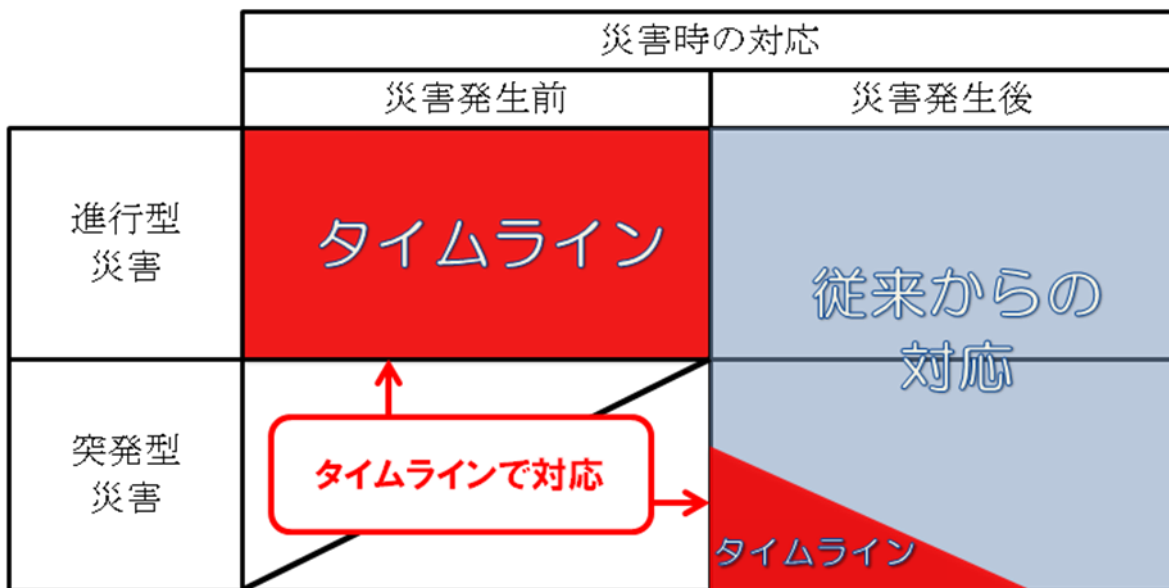 災害時の対応
災害発生前
災害発生後
進行型
災害
タイムライン
従来からの
対応
突発型
災害
タイムラインで対応
タイムライン